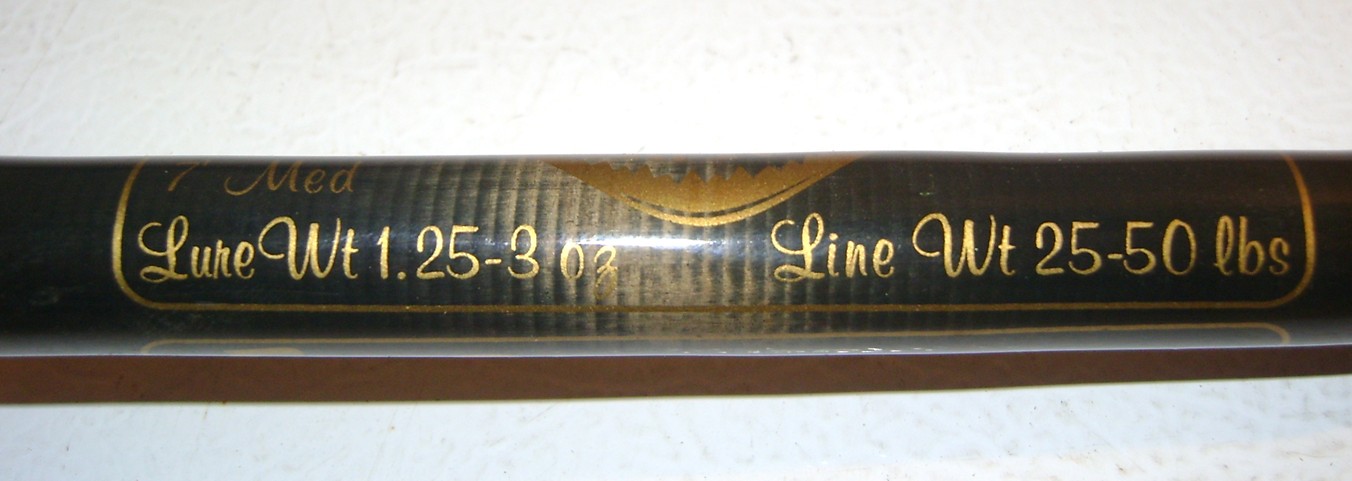 7' Med
Lure Wt 1.25-3 oz
Line Wt 25-50 lbs